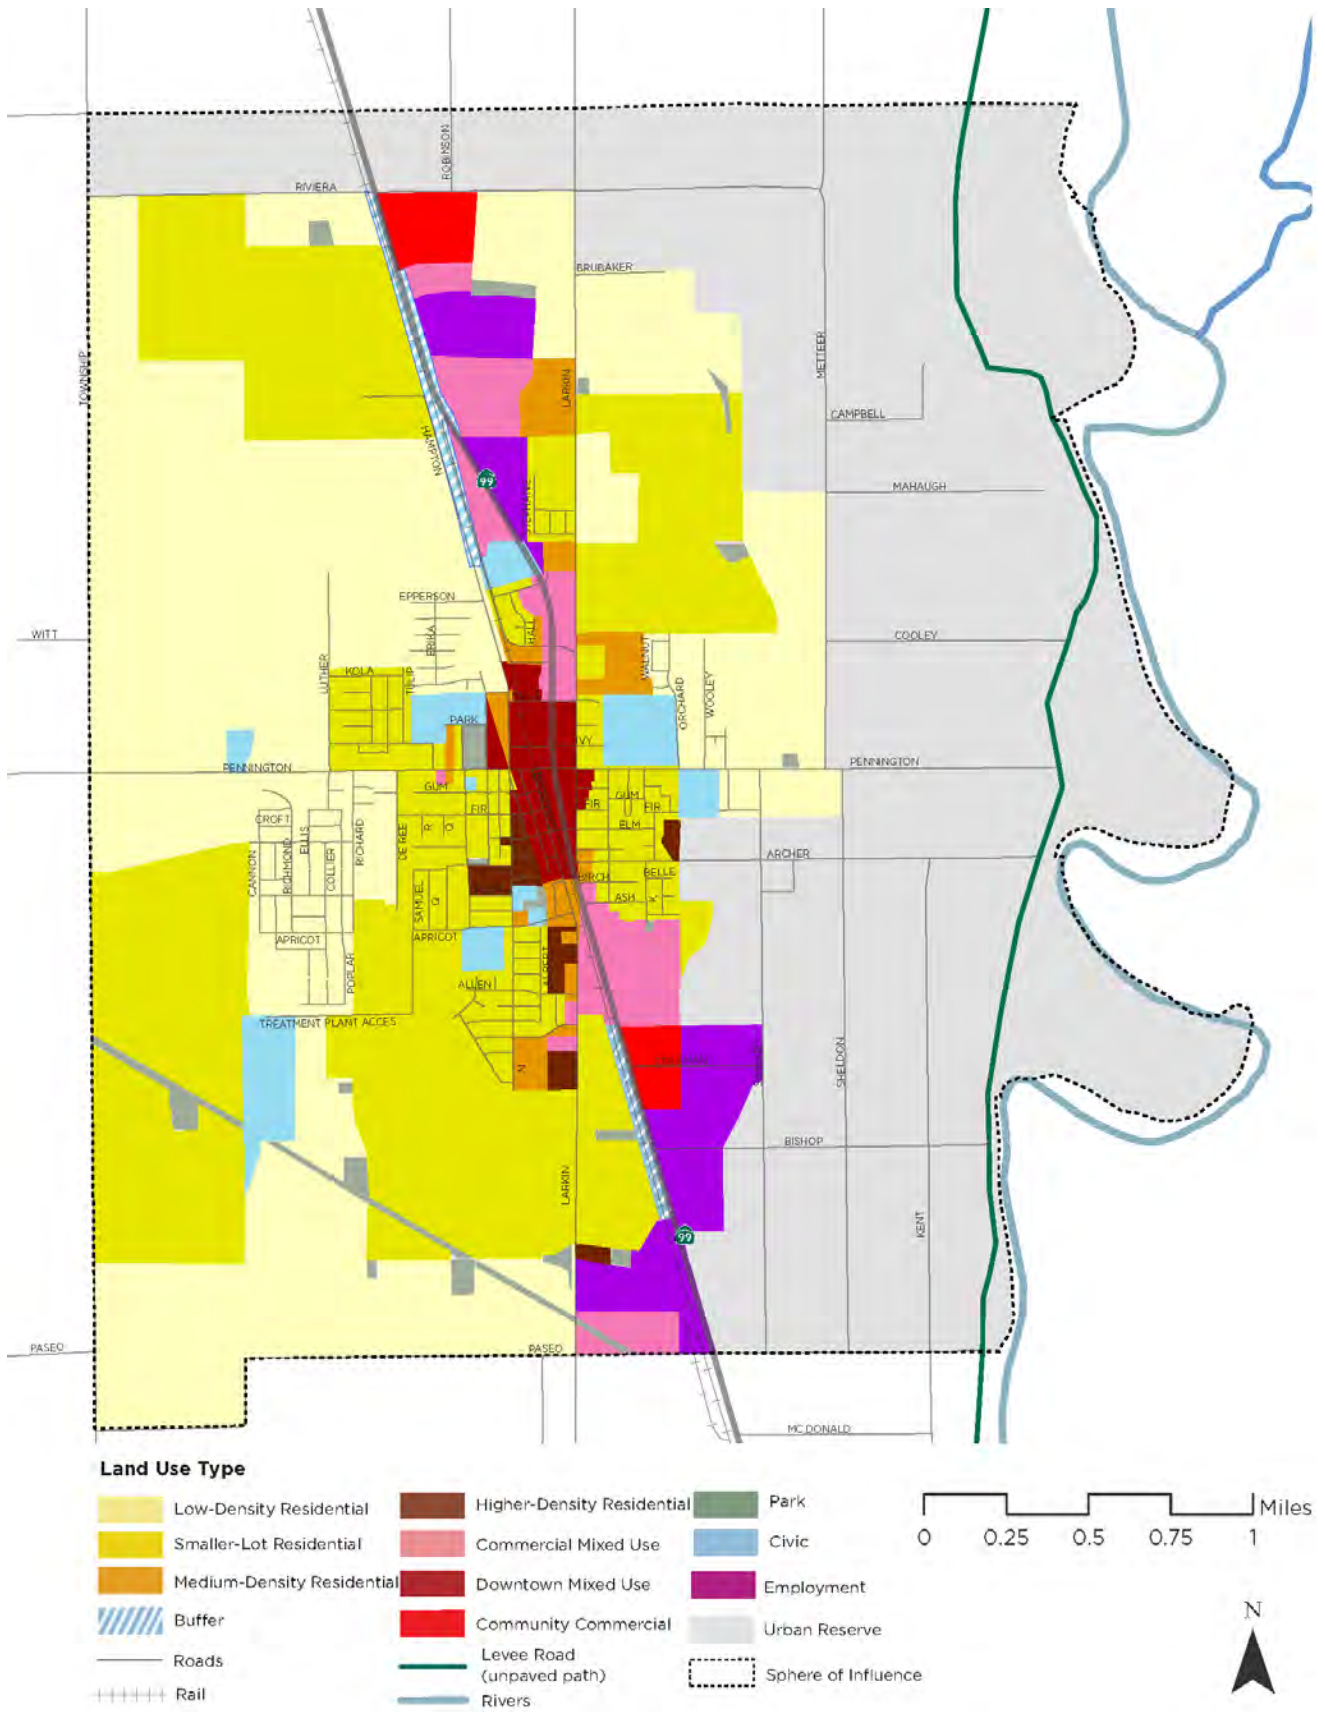 ROBINSON
RIVIERA
BRUBAKER
METTEER
TOWNSHIP
LARKIN
CAMPBELL
HAMPTON
99
MAHAUGH
STEPHANIE
EPPERSON
WITT
ERIKA
HALL
WALNUT
COOLEY
LUTHER
KOLA
TULIP
ORCHARD
WOOLEY
PARK
IVY
PENNINGTON
PENNINGTON
GUM
GUM
FIR
FIR
FIR
CROFT
ELM
ELLIS
RICHARD
DE REE
R
O
ARCHER
CANNON
RICHMOND
COLLIER
BIRCH
BELLE
SAMUEL
O
ASH
K
APRICOT
APRICOT
POPLAR
ALBERT
ALLEN
TREATMENT PLANT ACCES
SHELDON
N
BISHOP
LARKIN
KENT
99
PASEO
PASEO
MC DONALD
Land Use Type
Low-Density Residential
Smaller-Lot Residential
Medium-Density Residential
Buffer
Roads
Rail
Higher-Density Residential
Commercial Mixed Use
Downtown Mixed Use
Community Commercial
Levee Road
(unpaved path)
Rivers
Park
Civic
Employment
Urban Reserve
Sphere of Influence
0 0.25 0.5 0.75 1 Miles
N